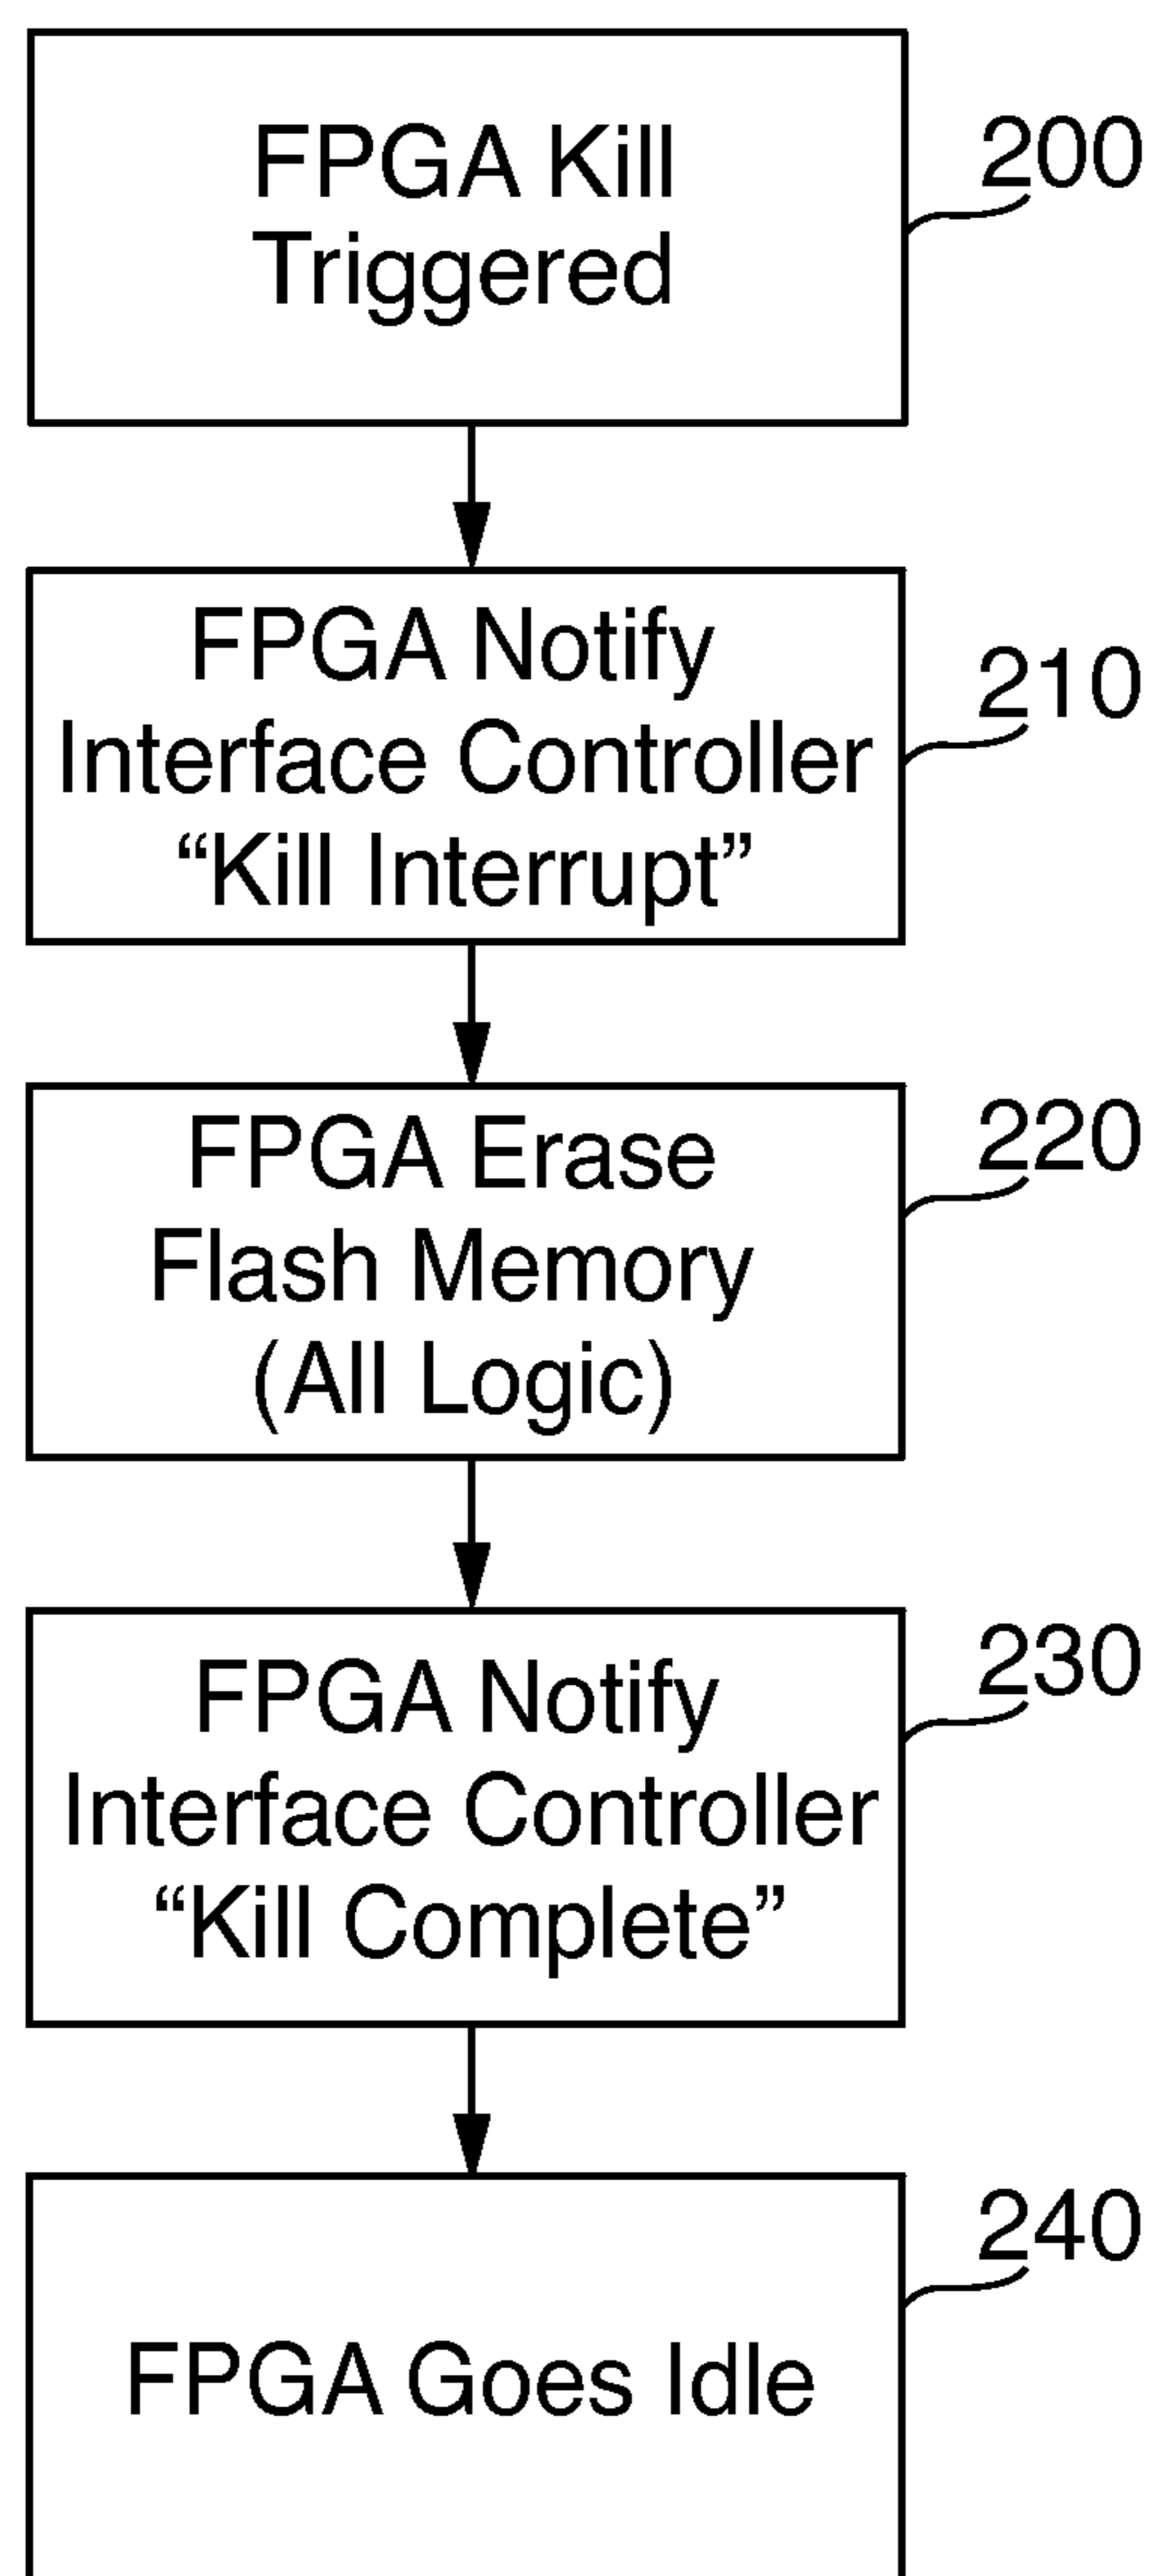 FPGA Kill
Triggered
200
FPGA Notify
Interface Controller
“Kill Interrupt”
210
FPGA Erase
Flash Memory
(All Logic)
220
FPGA Notify
Interface Controller
“Kill Complete”
230
FPGA Goes Idle
240